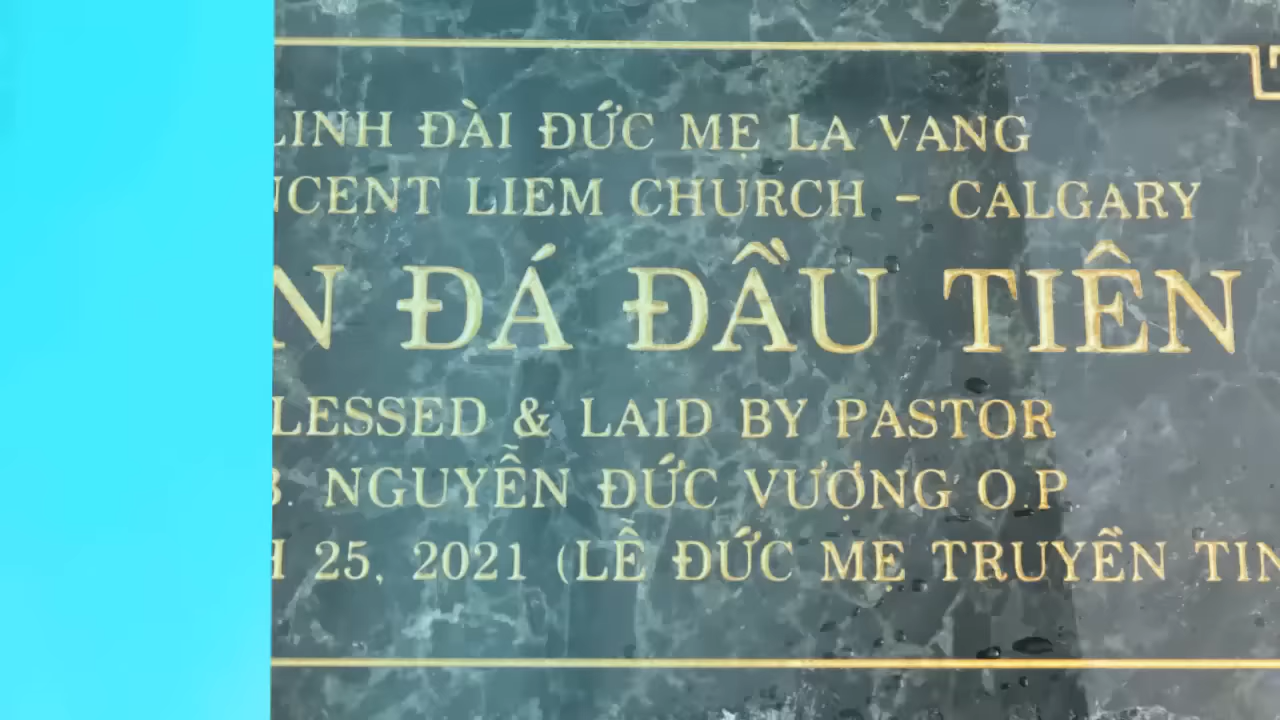 LINH ĐÀI ĐỨC MẸ LA VANG
NCENT LIEM CHURCH - CALGARY
N ĐÁ ĐẦU TIÊN
LESSED & LAID BY PASTOR
B. NGUYỄN ĐỨC VƯỢNG O.P
H 25, 2021 (LỄ ĐỨC MẸ TRUYỀN TIN